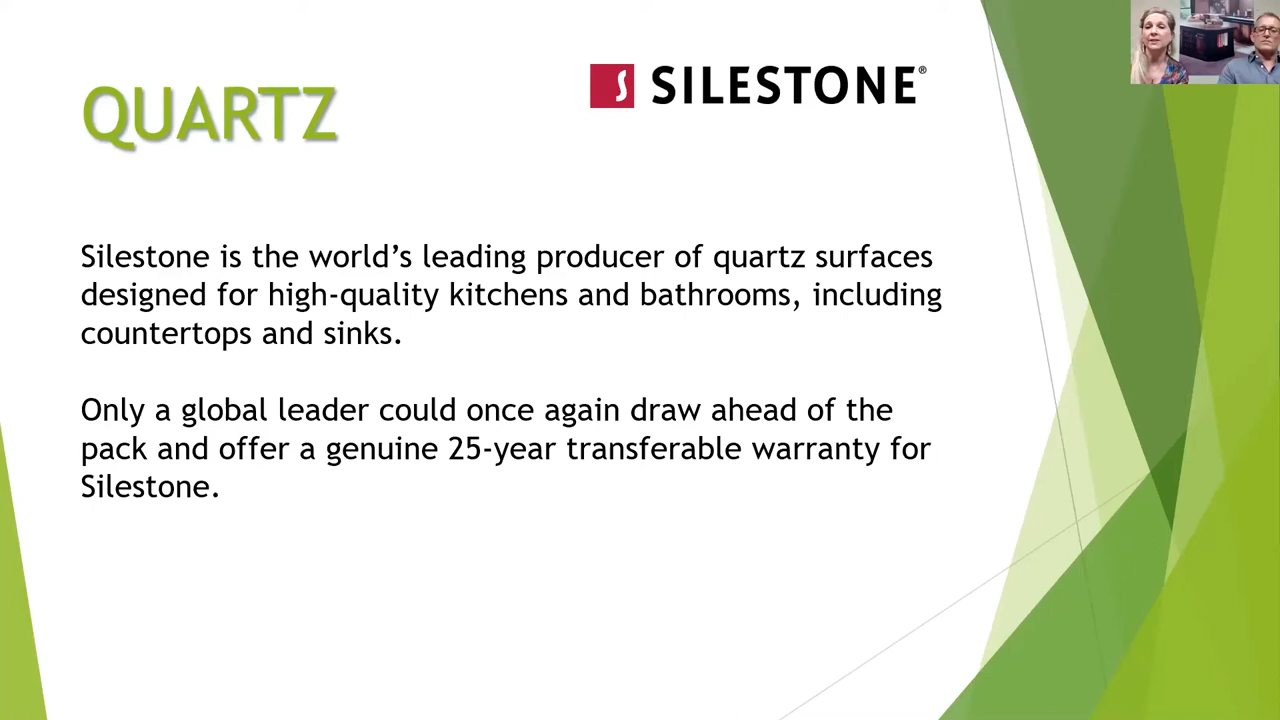 QUARTZ
SILESTONE®
Silestone is the world’s leading producer of quartz surfaces
designed for high-quality kitchens and bathrooms, including
countertops and sinks.
Only a global leader could once again draw ahead of the
pack and offer a genuine 25-year transferable warranty for
Silestone.